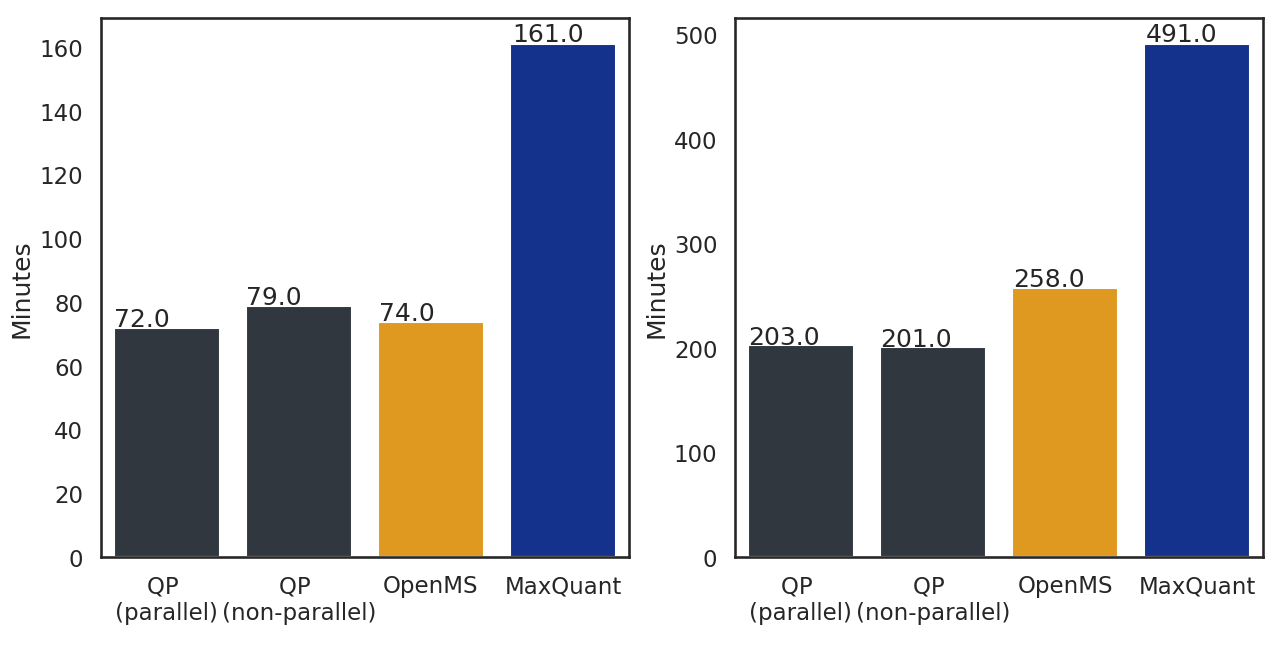 161.0
160
140
120
100
80
60
40
20
0
Minutes
72.0
79.0
74.0
QP
(parallel)
QP
(non-parallel)
OpenMS
MaxQuant
491.0
500
400
300
200
100
0
Minutes
203.0
201.0
258.0
QP
(parallel)
QP
(non-parallel)
OpenMS
MaxQuant